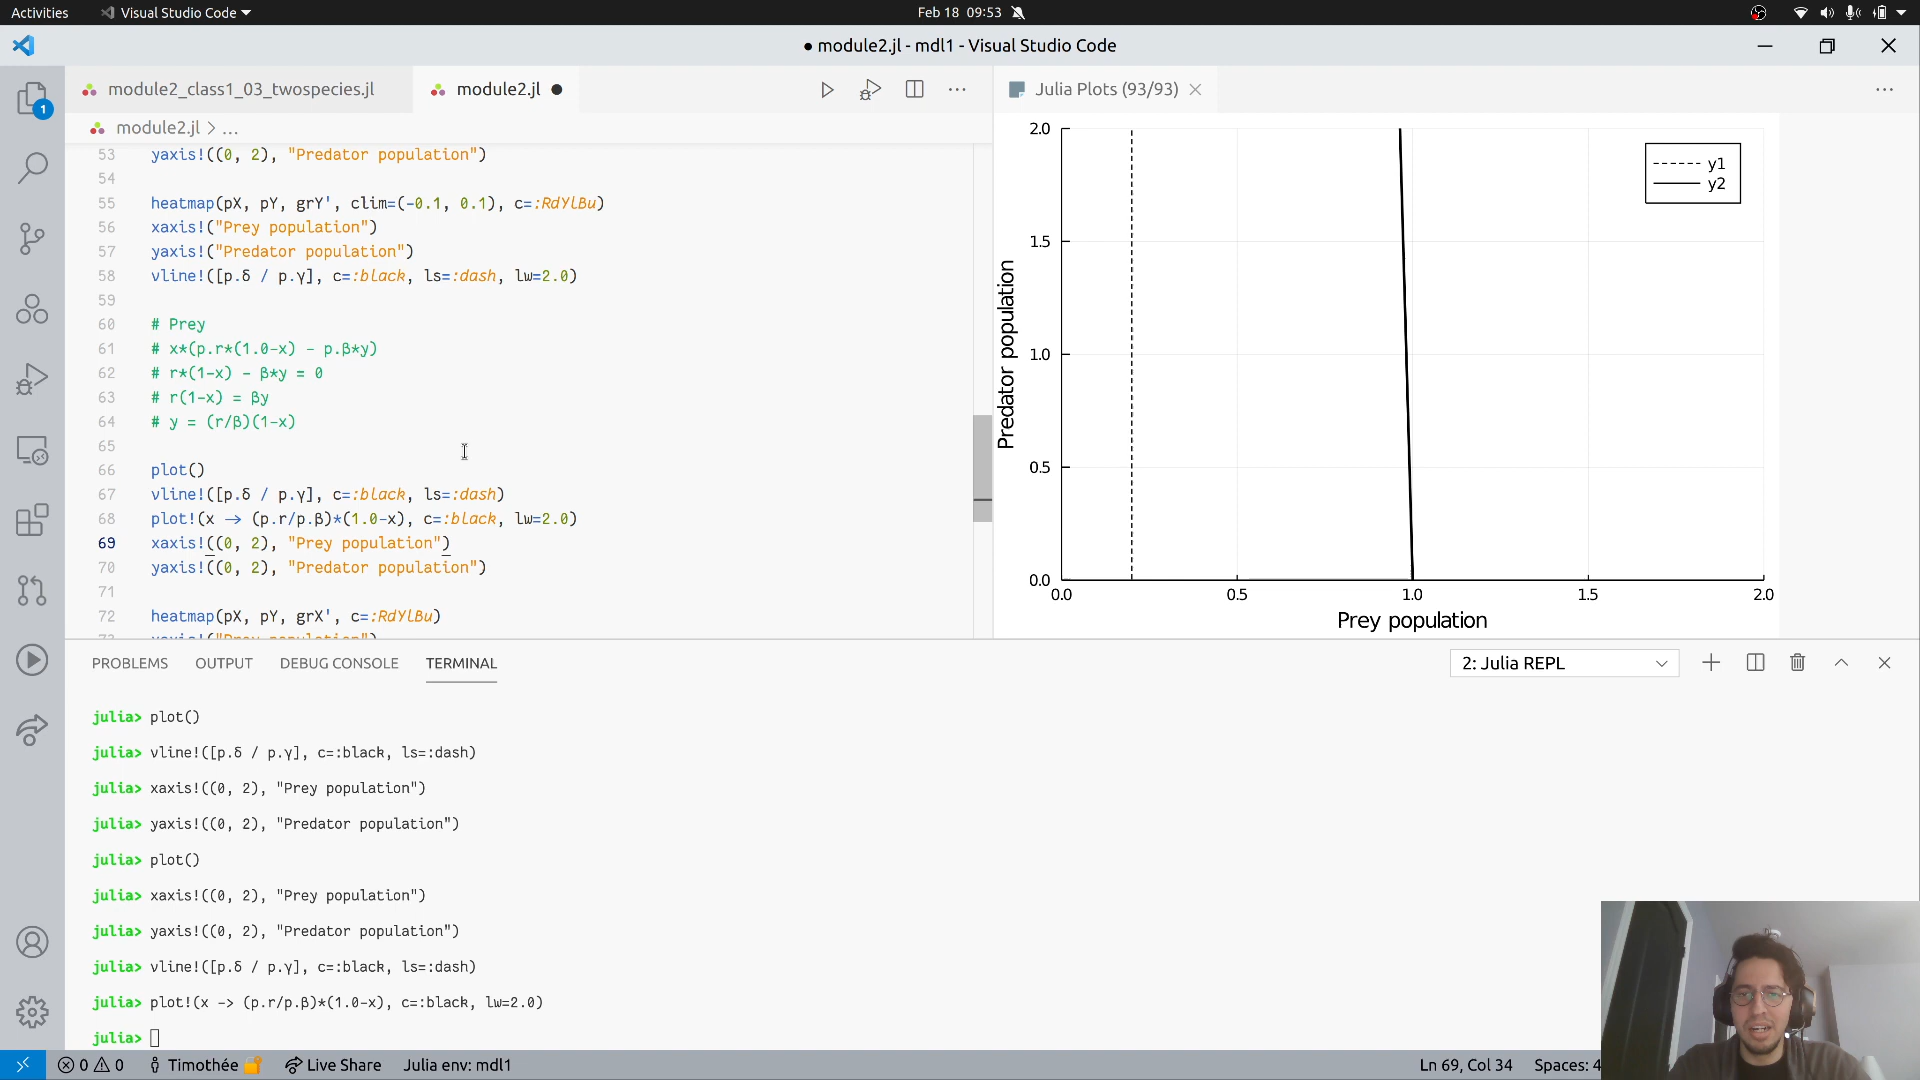 Activities
Visual Studio Code
Feb 18 09:53
● module2.jl - mdl1 - Visual Studio Code
1
module2_class1_03_twospecies.jl
module2.jl
Julia Plots (93/93)
module2.jl > ...
53 yaxis!((0, 2), "Predator population")
54
55 heatmap(pX, pY, grY', clim=(-0.1, 0.1), c=:RdYlBu)
56 xaxis!("Prey population")
57 yaxis!("Predator population")
58 vline!([p.δ / p.γ], c=:black, ls=:dash, lw=2.0)
59
60 # Prey
61 # x*(p.r*(1.0-x) - p.β*y)
62 # r*(1-x) - β*y = 0
63 # r(1-x) = βy
64 # y = (r/β)(1-x)
65
66 plot()
67 vline!([p.δ / p.γ], c=:black, ls=:dash)
68 plot!(x -> (p.r/p.β)*(1.0-x), c=:black, lw=2.0)
69 xaxis!((0, 2), "Prey population")
70 yaxis!((0, 2), "Predator population")
71
72 heatmap(pX, pY, grX', c=:RdYlBu)
73 xaxis!("Prey population")
2.0
1.5
1.0
0.5
0.0
Predator population
y1
y2
0.0 0.5 1.0 1.5 2.0
Prey population
PROBLEMS OUTPUT DEBUG CONSOLE TERMINAL
2: Julia REPL
julia> plot()
julia> vline!([p.δ / p.γ], c=:black, ls=:dash)
julia> xaxis!((0, 2), "Prey population")
julia> yaxis!((0, 2), "Predator population")
julia> plot()
julia> xaxis!((0, 2), "Prey population")
julia> yaxis!((0, 2), "Predator population")
julia> vline!([p.δ / p.γ], c=:black, ls=:dash)
julia> plot!(x -> (p.r/p.β)*(1.0-x), c=:black, lw=2.0)
julia>
0 0 Timothée Live Share Julia env: mdl1
Ln 69, Col 34 Spaces: 4